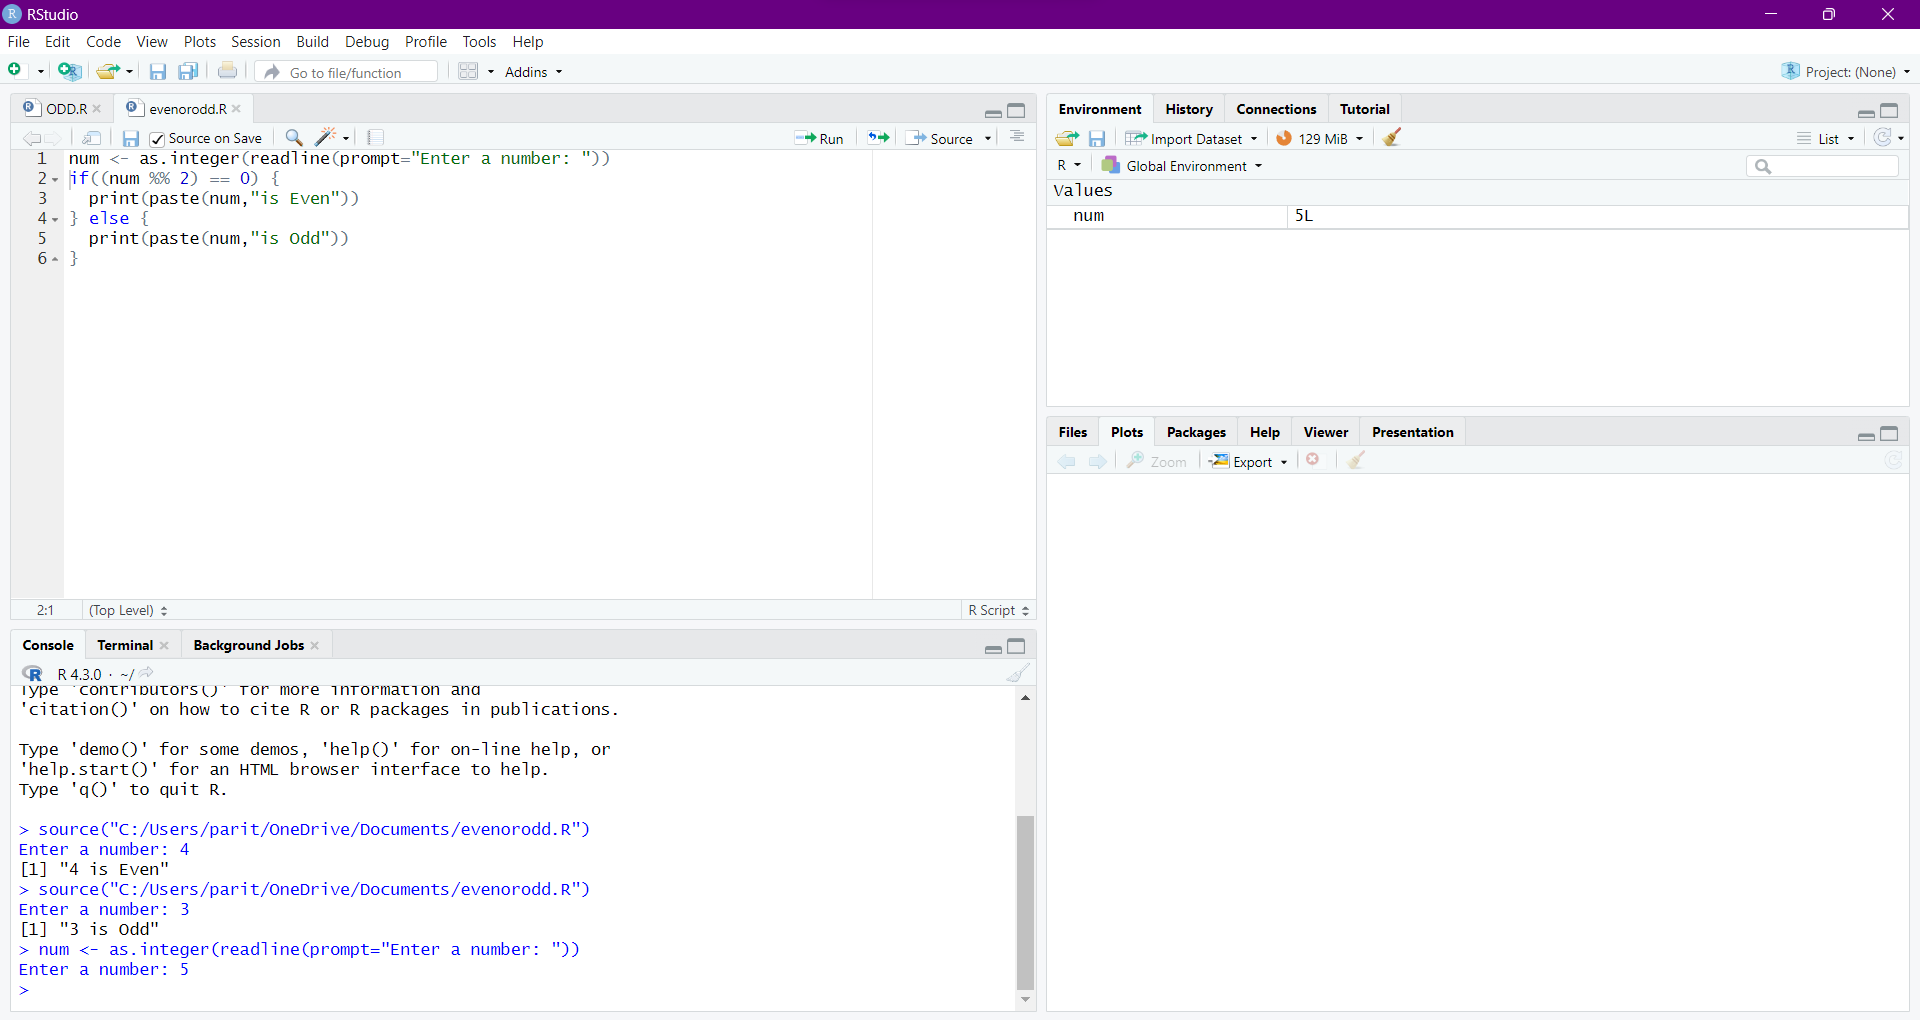 RStudio
File Edit Code View Plots Session Build Debug Profile Tools Help
Go to file/function Addins Project: (None)
ODD.R evenorodd.R
Source on Save Run Source
1 num <- as.integer(readline(prompt="Enter a number: "))
2 if((num %% 2) == 0) {
3 print(paste(num,"is Even"))
4 } else {
5 print(paste(num,"is Odd"))
6 }
2:1 (Top Level) R Script
Console Terminal Background Jobs
R 4.3.0 · ~/
Type 'contributors()' for more information and
'citation()' on how to cite R or R packages in publications.
Type 'demo()' for some demos, 'help()' for on-line help, or
'help.start()' for an HTML browser interface to help.
Type 'q()' to quit R.
> source("C:/Users/parit/OneDrive/Documents/evenorodd.R")
Enter a number: 4
[1] "4 is Even"
> source("C:/Users/parit/OneDrive/Documents/evenorodd.R")
Enter a number: 3
[1] "3 is Odd"
> num <- as.integer(readline(prompt="Enter a number: "))
Enter a number: 5
>
Environment History Connections Tutorial
Import Dataset 129 MiB List
R Global Environment
Values
num 5L
Files Plots Packages Help Viewer Presentation
Zoom Export